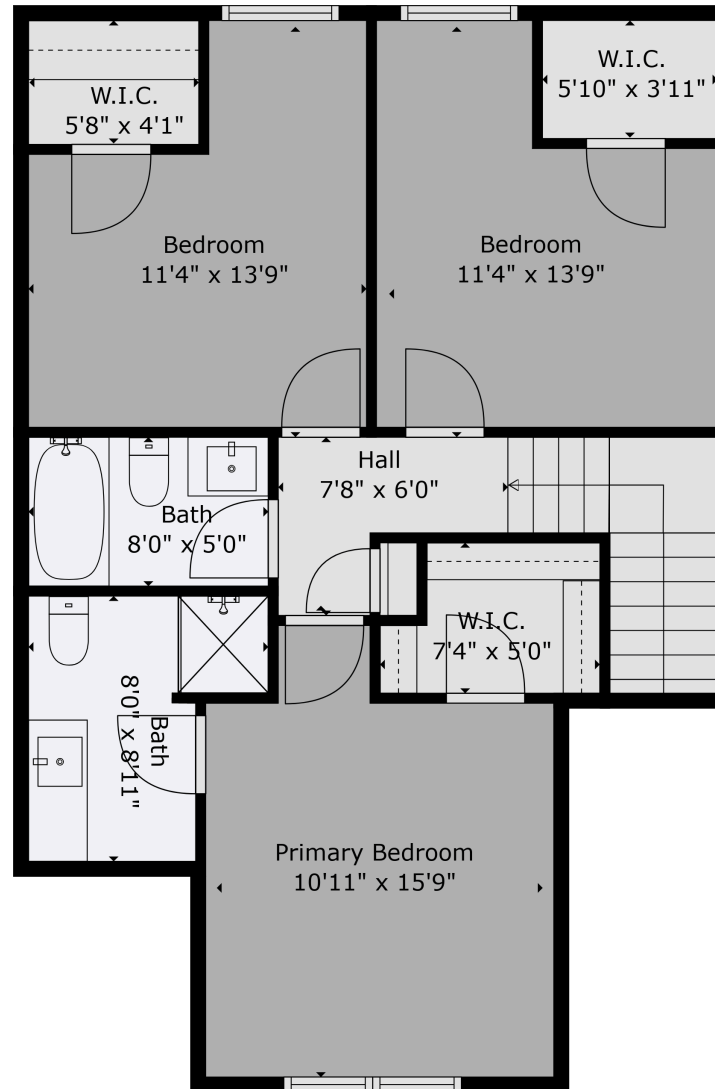 W.I.C.
5'8" x 4'1"
W.I.C.
5'10" x 3'11"
Bedroom
11'4" x 13'9"
Bedroom
11'4" x 13'9"
Hall
7'8" x 6'0"
Bath
8'0" x 5'0"
W.I.C.
7'4" x 5'0"
Bath
8'0" x 8'11"
Primary Bedroom
10'11" x 15'9"